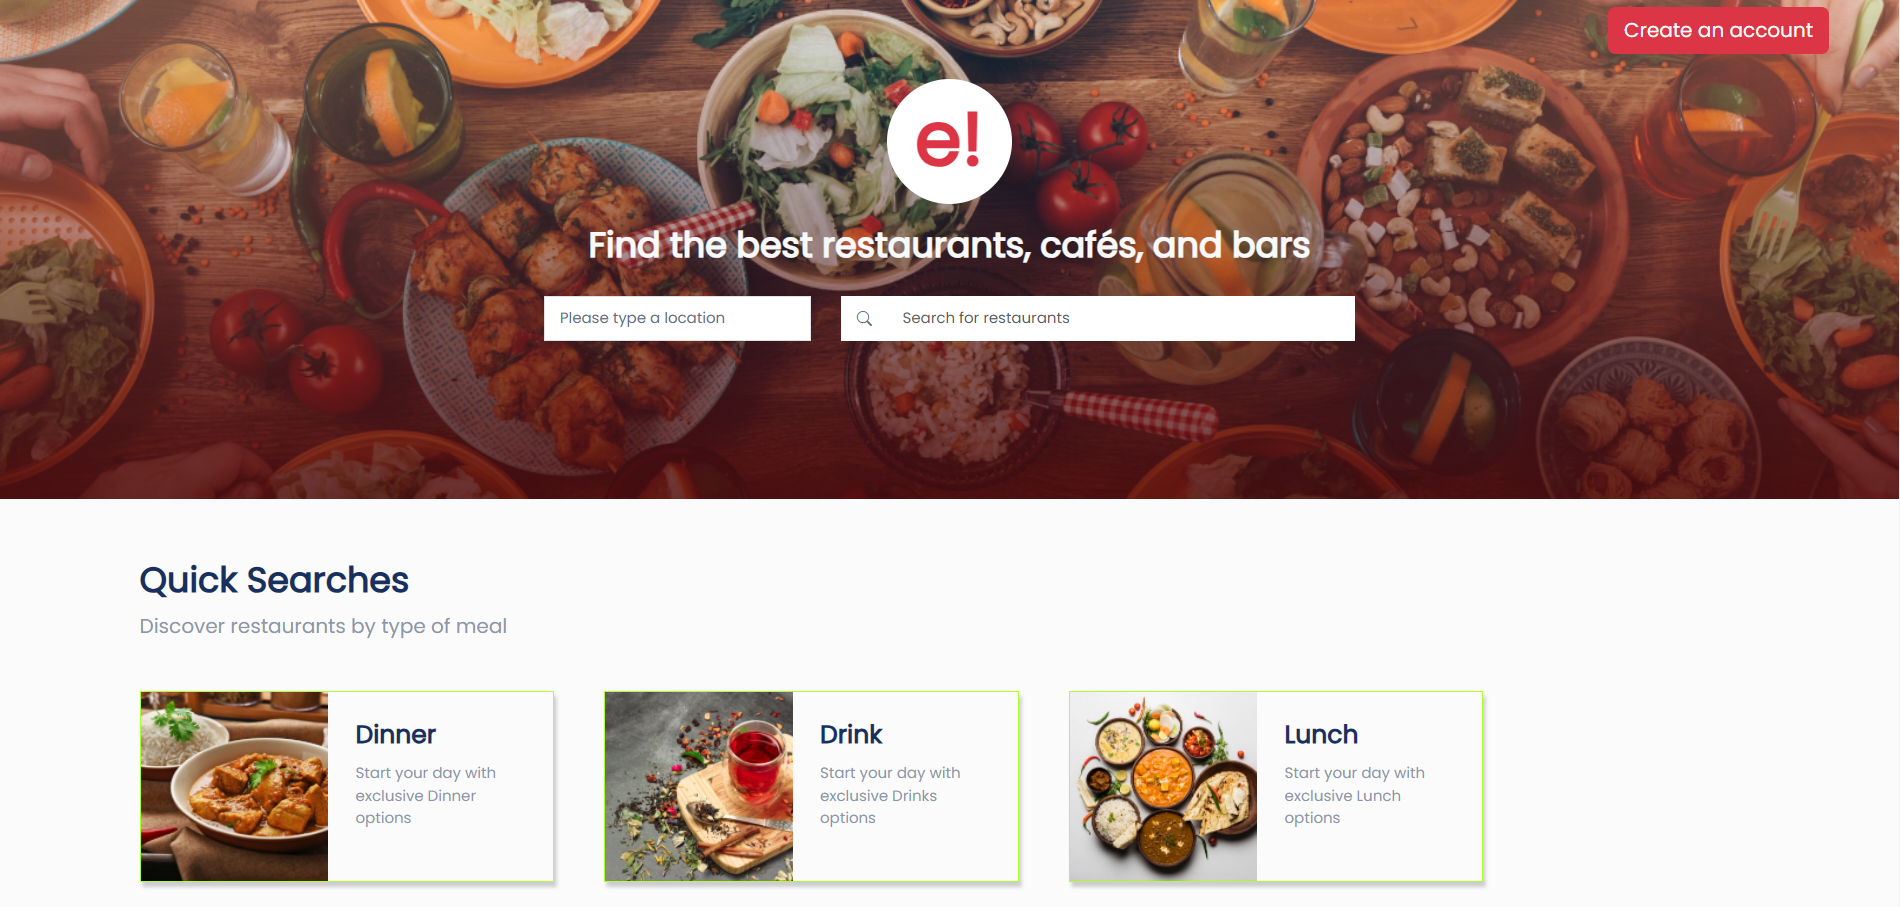 Create an account
e!
Find the best restaurants, cafés, and bars
Please type a location
Search for restaurants
Quick Searches
Discover restaurants by type of meal
Dinner
Start your day with
exclusive Dinner
options
Drink
Start your day with
exclusive Drinks
options
Lunch
Start your day with
exclusive Lunch
options